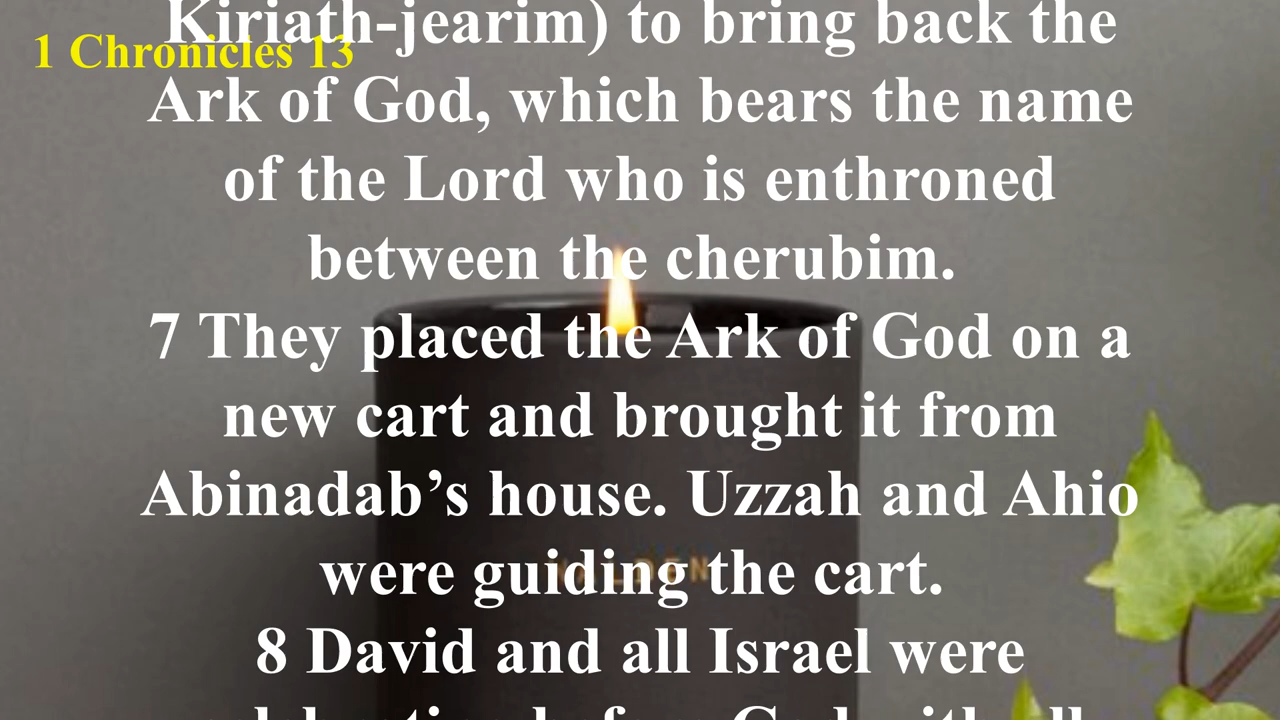 Kiriath-jearim) to bring back the
1 Chronicles 13
Ark of God, which bears the name
of the Lord who is enthroned
between the cherubim.
7 They placed the Ark of God on a
new cart and brought it from
Abinadab’s house. Uzzah and Ahio
were guiding the cart.
8 David and all Israel were